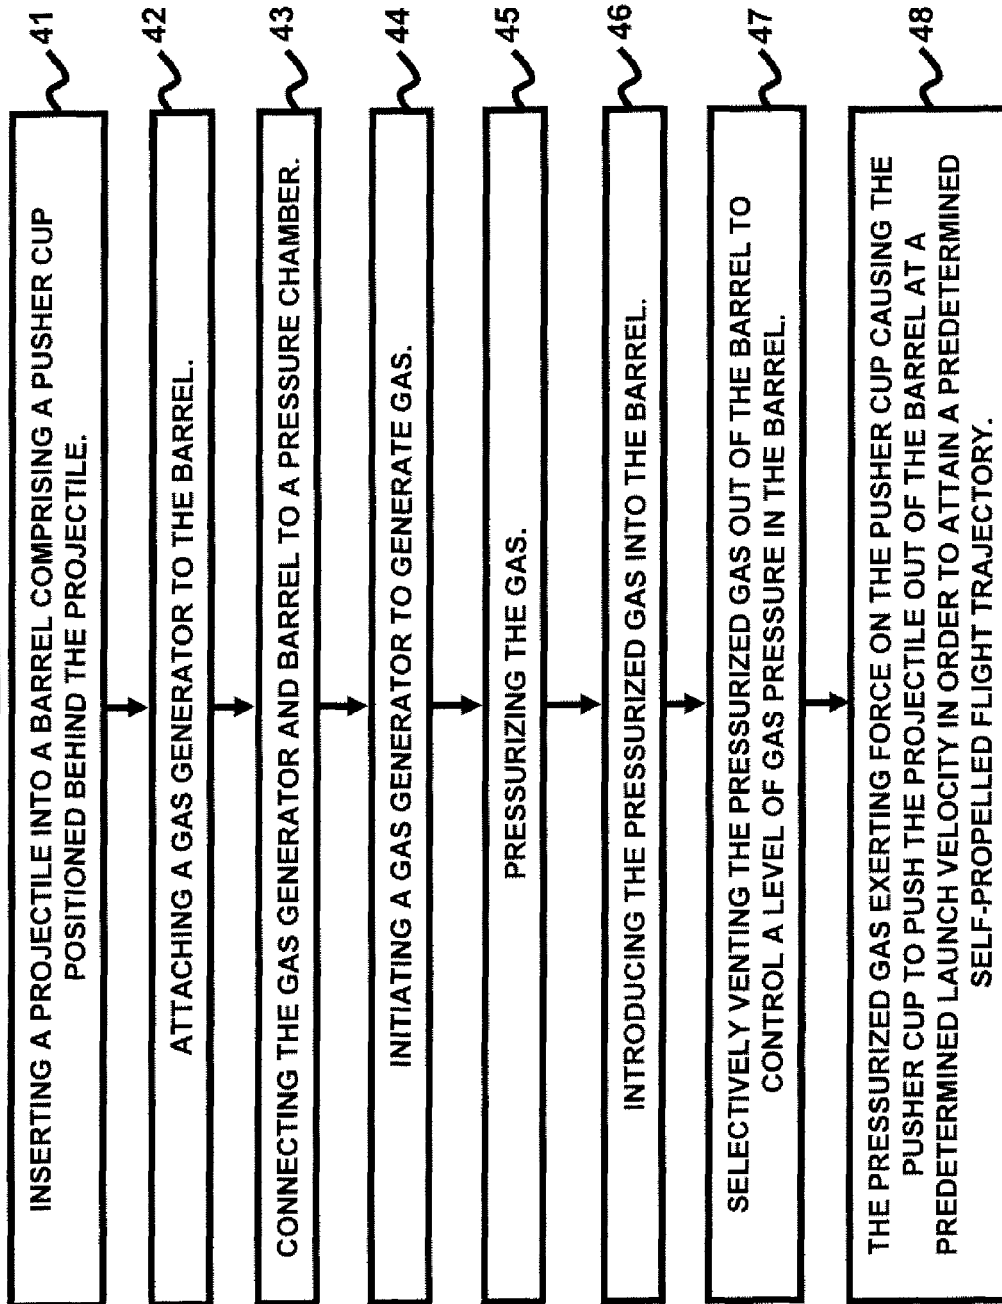 INSERTING A PROJECTILE INTO A BARREL COMPRISING A PUSHER CUP
POSITIONED BEHIND THE PROJECTILE.
41
ATTACHING A GAS GENERATOR TO THE BARREL.
42
CONNECTING THE GAS GENERATOR AND BARREL TO A PRESSURE CHAMBER.
43
INITIATING A GAS GENERATOR TO GENERATE GAS.
44
PRESSURIZING THE GAS.
45
INTRODUCING THE PRESSURIZED GAS INTO THE BARREL.
46
SELECTIVELY VENTING THE PRESSURIZED GAS OUT OF THE BARREL TO
CONTROL A LEVEL OF GAS PRESSURE IN THE BARREL.
47
THE PRESSURIZED GAS EXERTING FORCE ON THE PUSHER CUP CAUSING THE
PUSHER CUP TO PUSH THE PROJECTILE OUT OF THE BARREL AT A
PREDETERMINED LAUNCH VELOCITY IN ORDER TO ATTAIN A PREDETERMINED
SELF-PROPELLED FLIGHT TRAJECTORY.
48